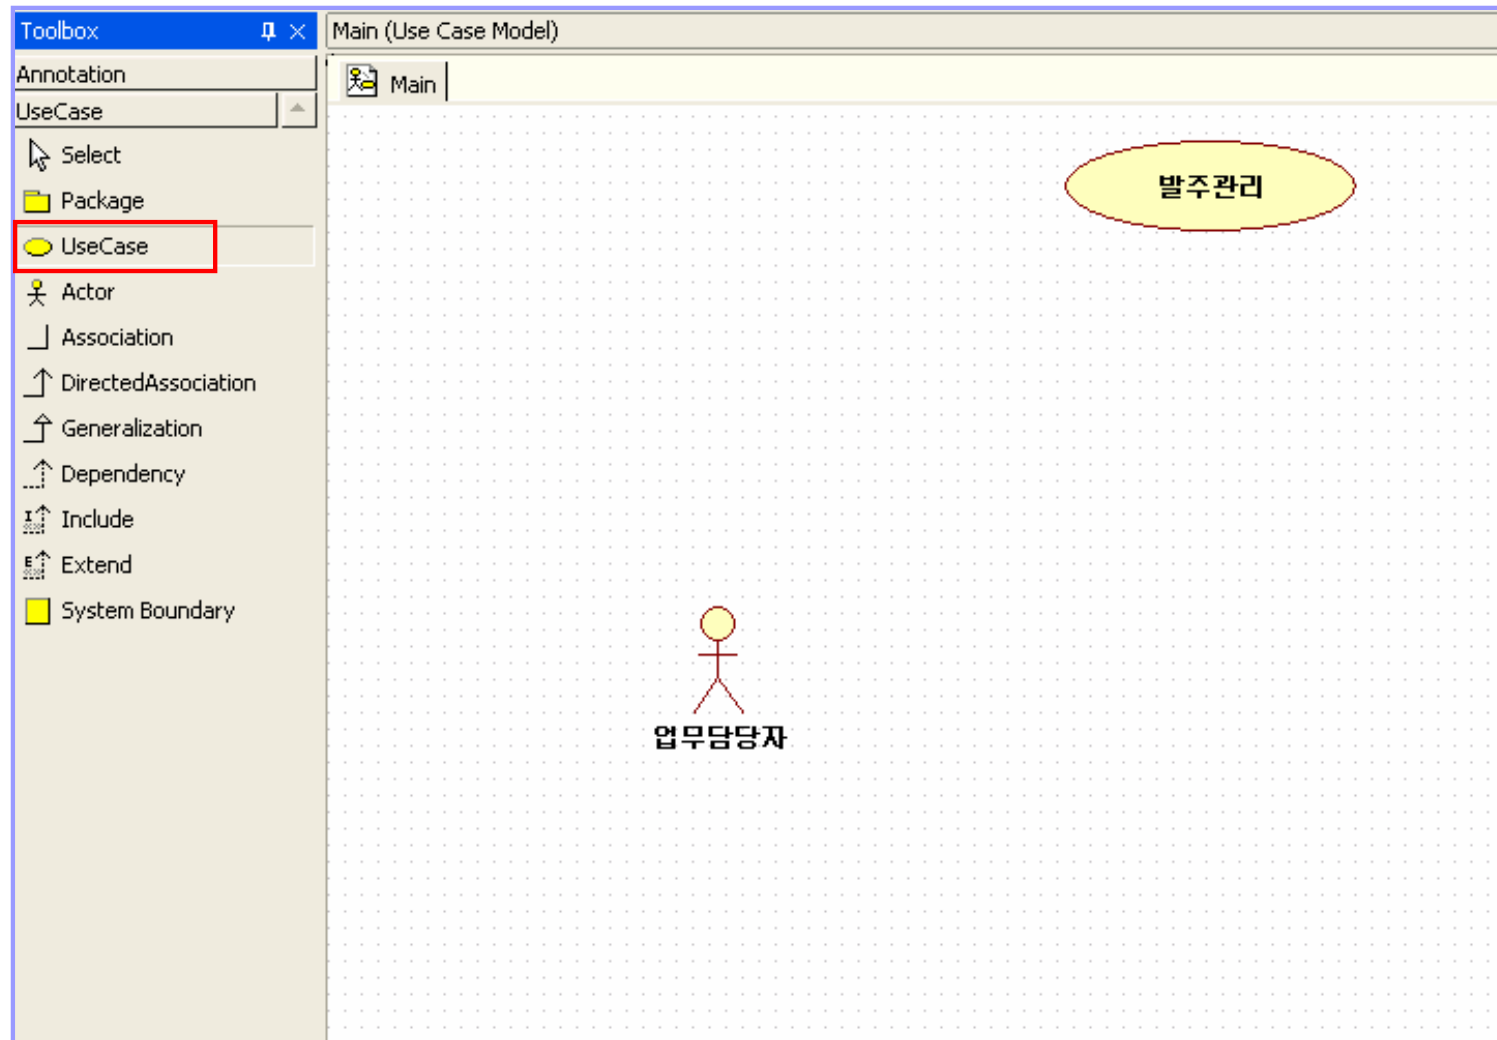 Toolbox
Main (Use Case Model)
Annotation
Main
UseCase
Select
Package
UseCase
Actor
Association
DirectedAssociation
Generalization
Dependency
Include
Extend
System Boundary
발주관리
업무담당자